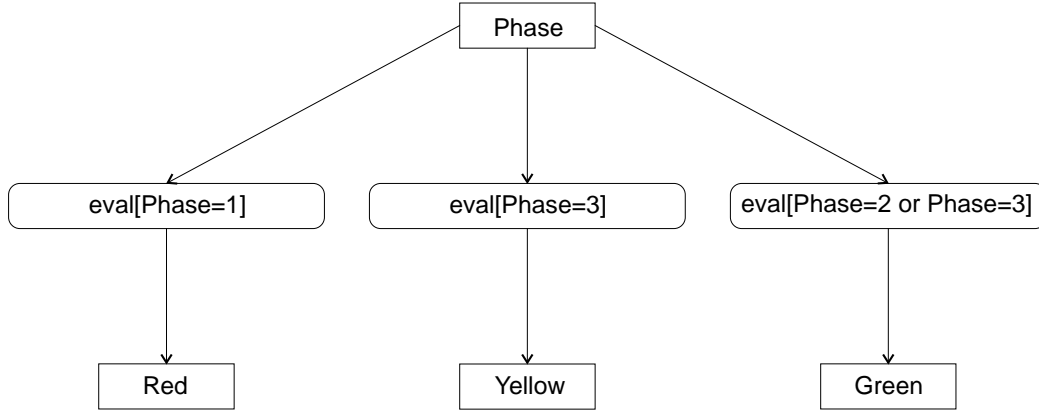 Phase
eval[Phase=1]
eval[Phase=3]
eval[Phase=2 or Phase=3]
Red
Yellow
Green